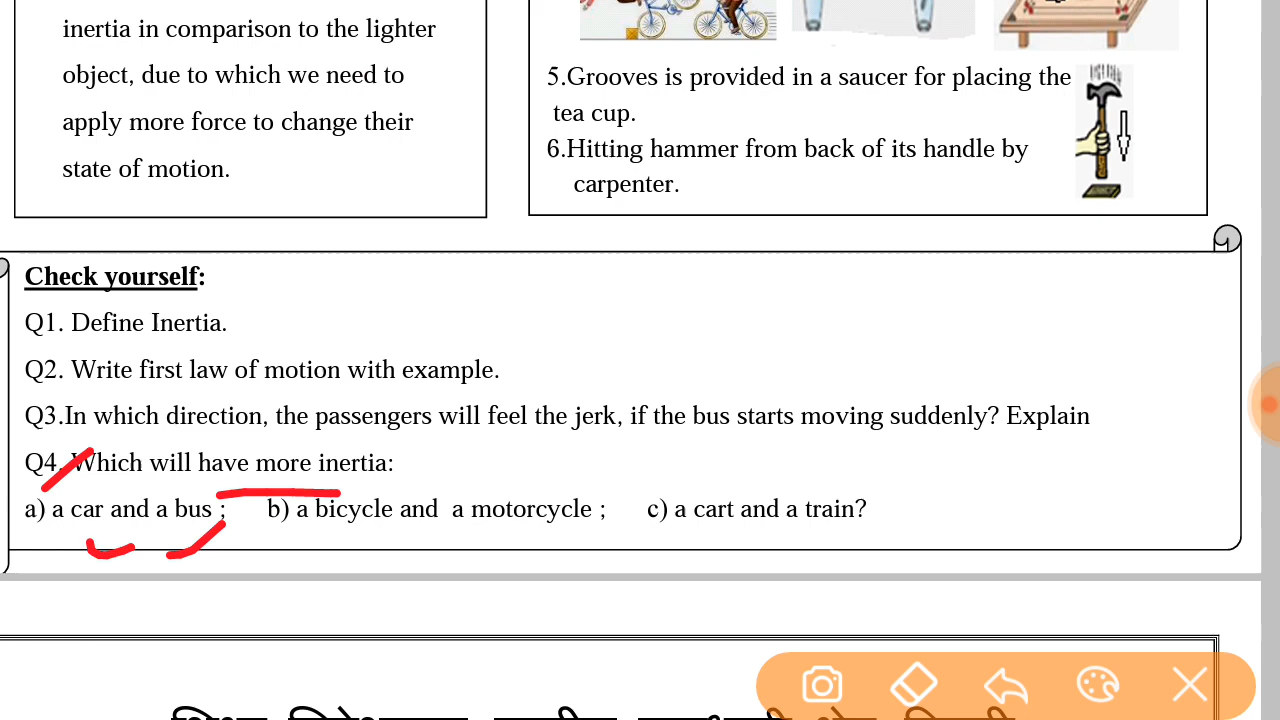 inertia in comparison to the lighter
object, due to which we need to
apply more force to change their
state of motion.
5.Grooves is provided in a saucer for placing the
tea cup.
6.Hitting hammer from back of its handle by
carpenter.
Check yourself:
Q1. Define Inertia.
Q2. Write first law of motion with example.
Q3.In which direction, the passengers will feel the jerk, if the bus starts moving suddenly? Explain
Q4. Which will have more inertia:
a) a car and a bus ; b) a bicycle and a motorcycle ; c) a cart and a train?